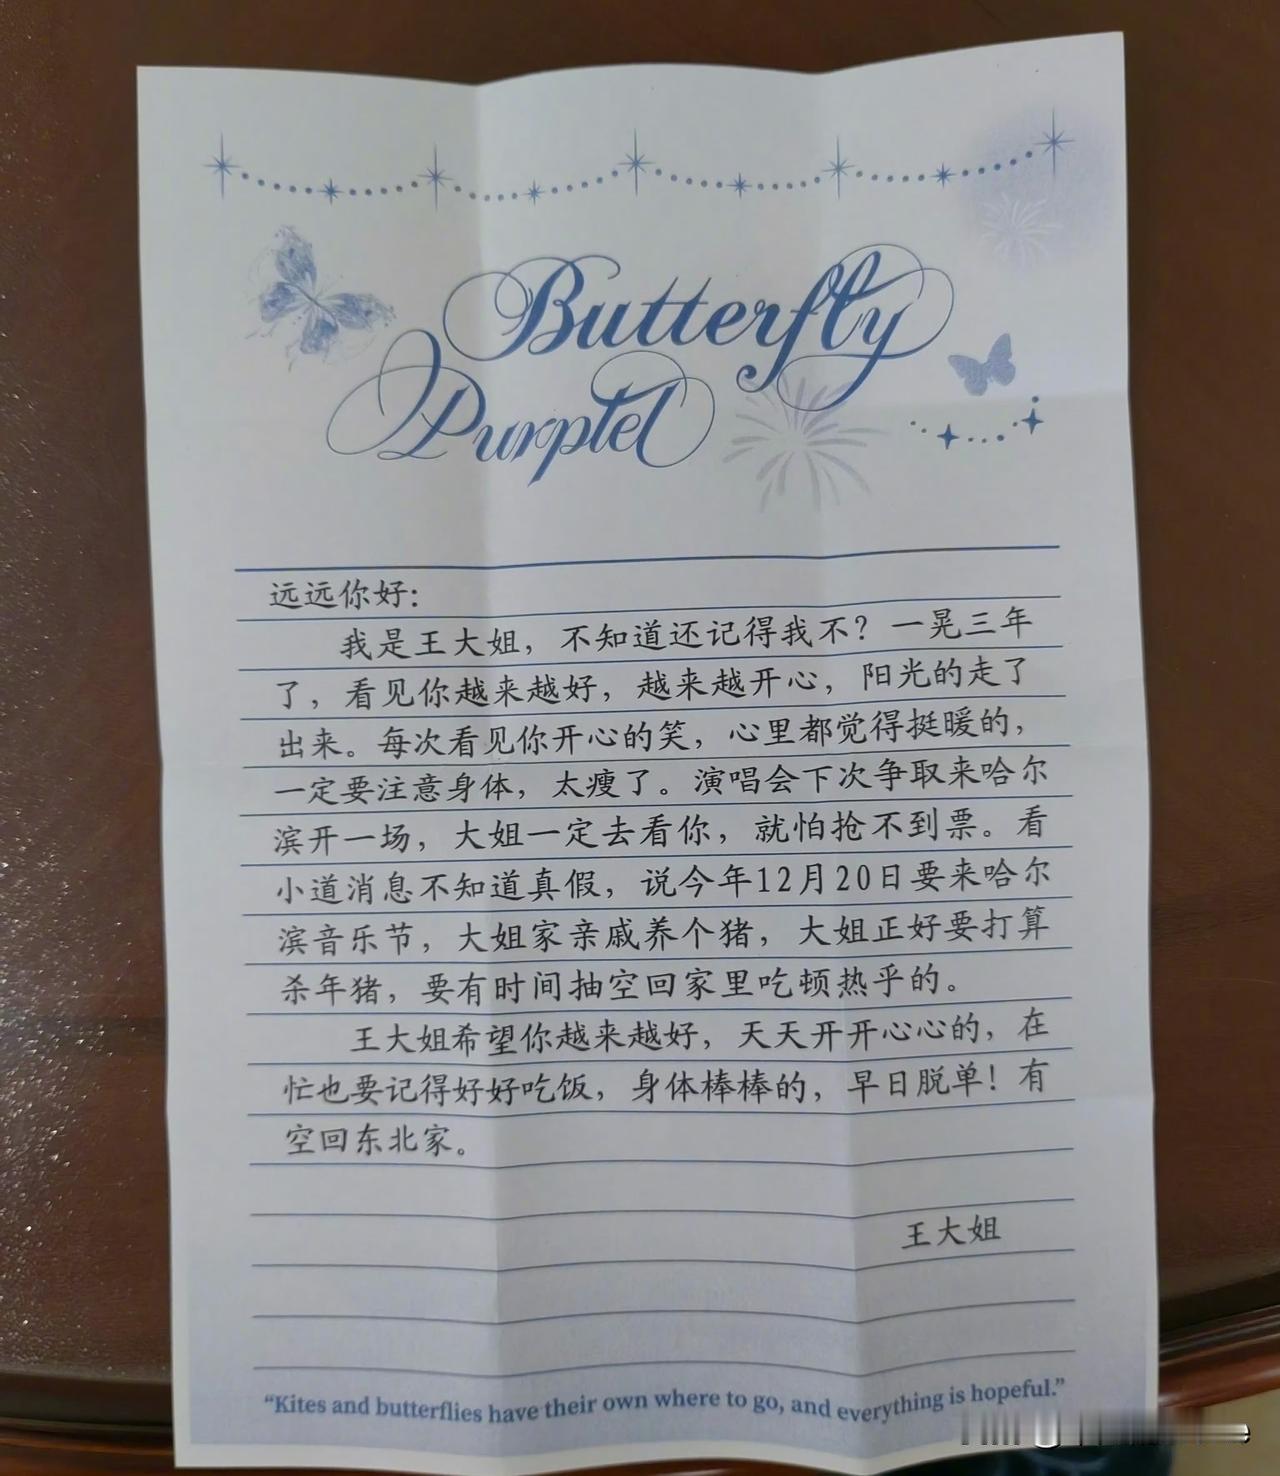 Butterfly
Purplel
远远你好：
我是王大姐，不知道还记得我不？一晃三年
了，看见你越来越好，越来越开心，阳光的走了
出来。每次看见你开心的笑，心里都觉得挺暖的，
一定要注意身体，太瘦了。演唱会下次争取来哈尔
滨开一场，大姐一定去看你，就怕抢不到票。看
小道消息不知道真假，说今年12月20日要来哈尔
滨音乐节，大姐家亲戚养个猪，大姐正好要打算
杀年猪，要有时间抽空回家里吃顿热乎的。
王大姐希望你越来越好，天天开开心心的，在
忙也要记得好好吃饭，身体棒棒的，早日脱单！有
空回东北家。
王大姐
“Kites and butterflies have their own where to go, and everything is hopeful.”